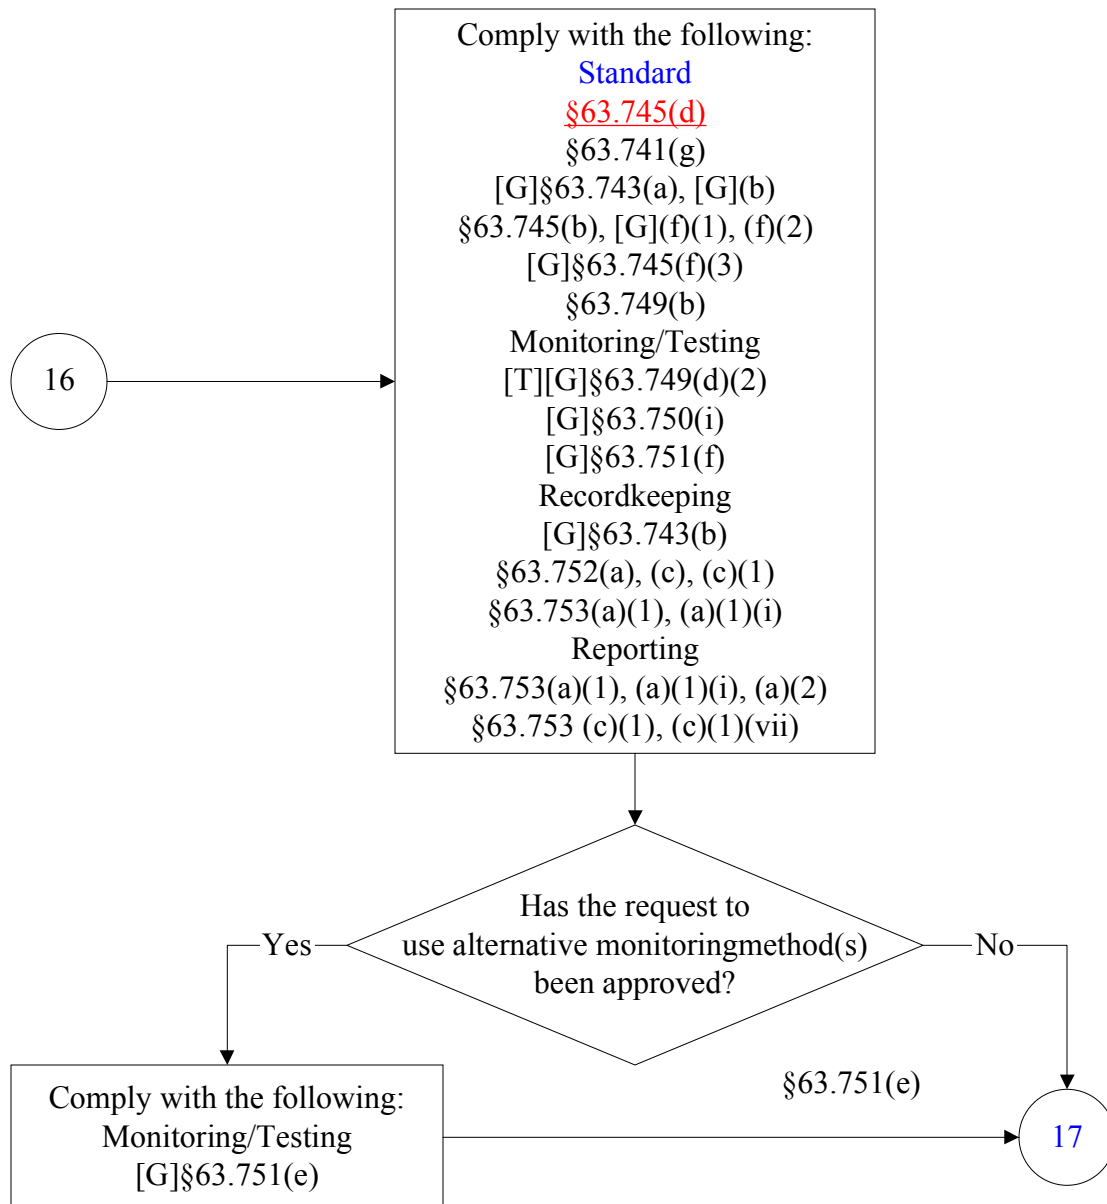 Comply with the following:
Standard
§63.745(d)
§63.741(g)
[G]§63.743(a), [G](b)
§63.745(b), [G](f)(1), (f)(2)
[G]§63.745(f)(3)
§63.749(b)
Monitoring/Testing
[T][G]§63.749(d)(2)
[G]§63.750(i)
[G]§63.751(f)
Recordkeeping
[G]§63.743(b)
§63.752(a), (c), (c)(1)
§63.753(a)(1), (a)(1)(i)
Reporting
§63.753(a)(1), (a)(1)(i), (a)(2)
§63.753 (c)(1), (c)(1)(vii)
16
Has the request to
use alternative monitoringmethod(s)
been approved?
Yes
No
§63.751(e)
Comply with the following:
Monitoring/Testing
[G]§63.751(e)
17